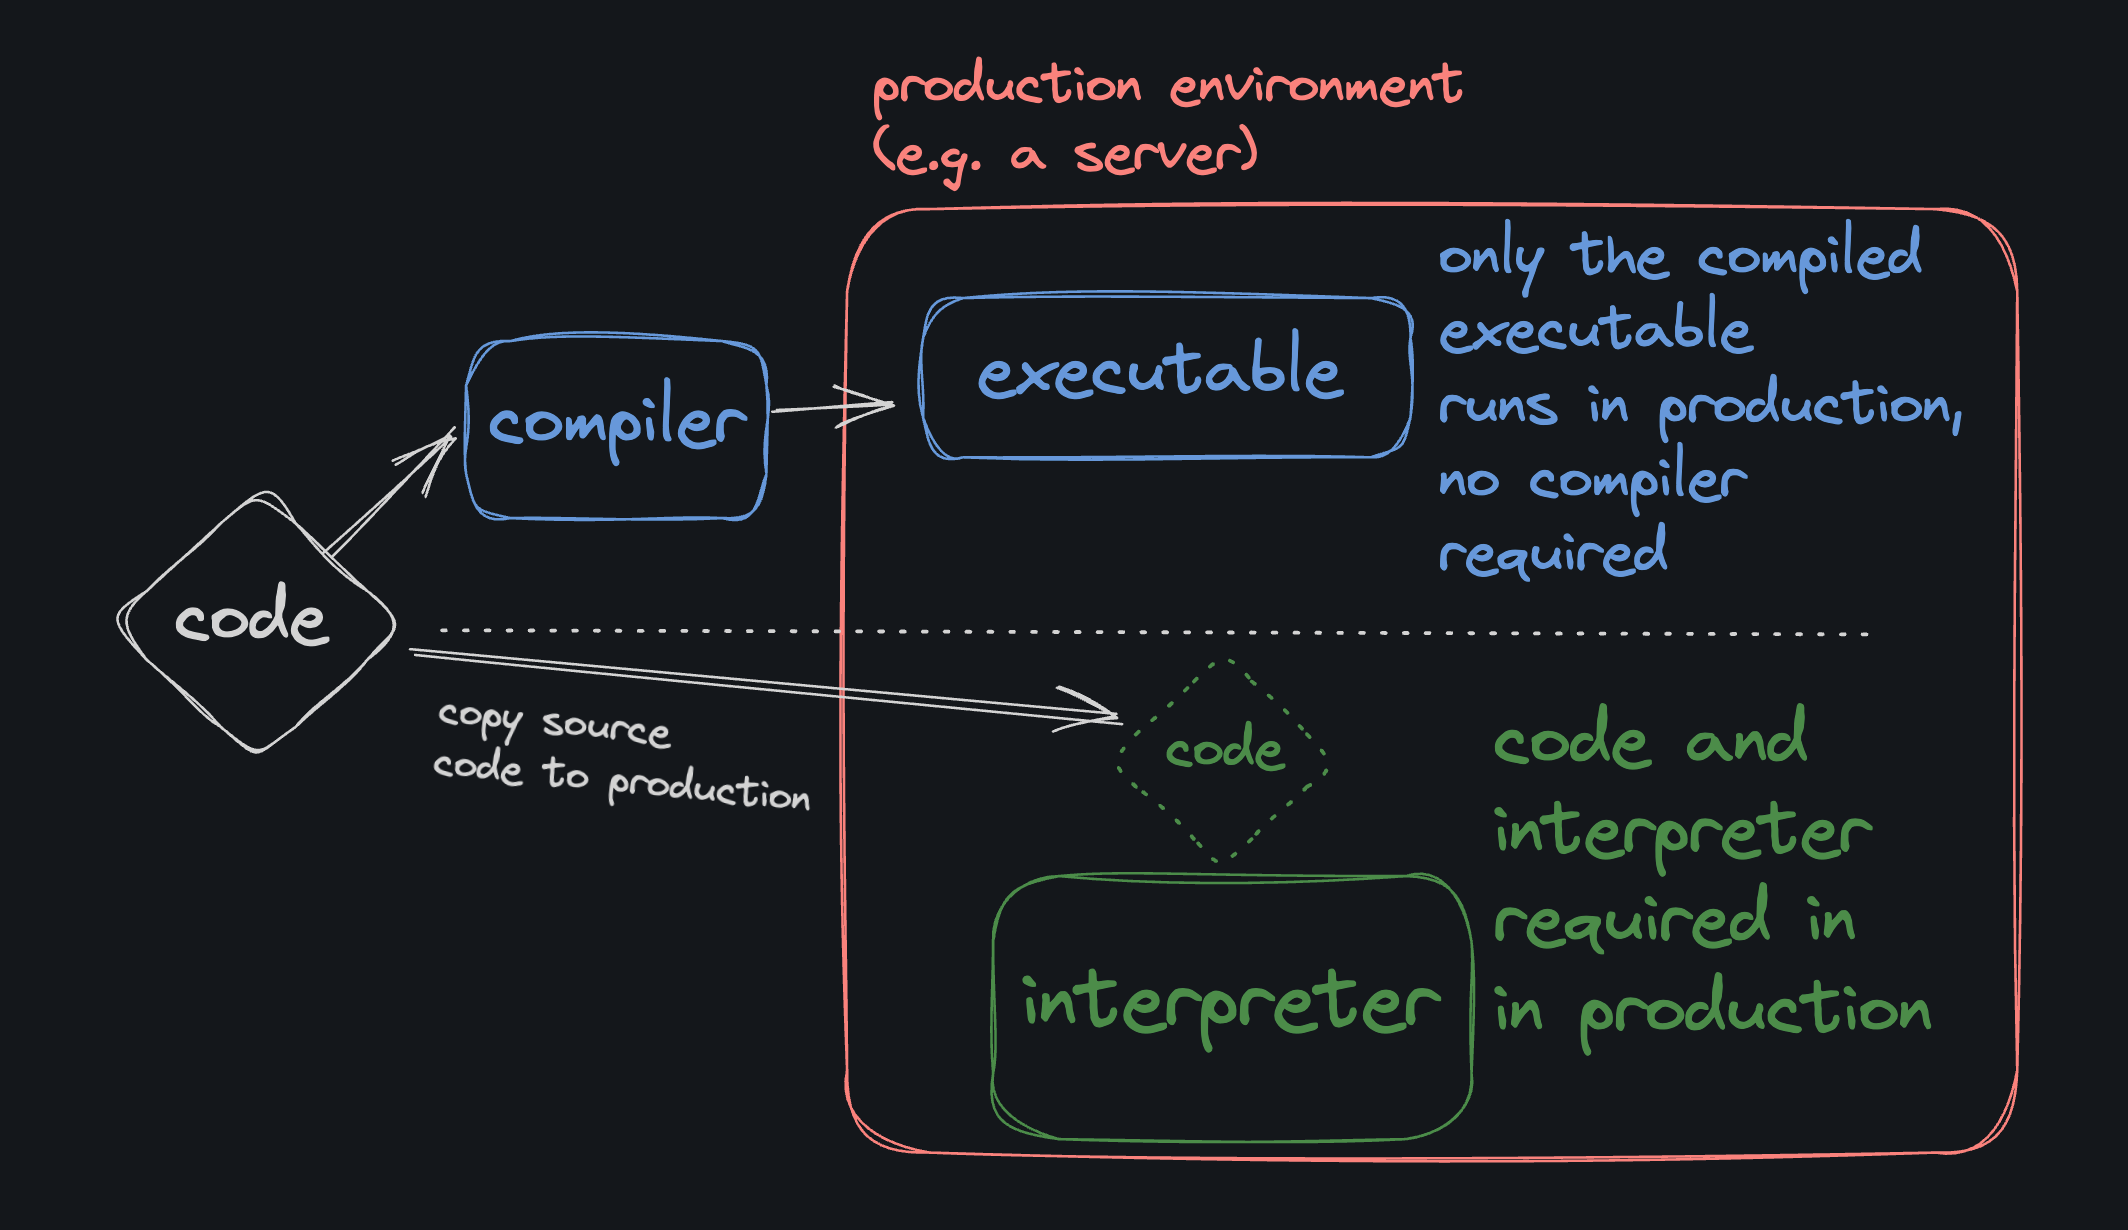 production environment
(e.g. a server)
only the compiled
executable
runs in production,
no compiler
required
executable
compiler
code
copy source
code to production
code
code and
interpreter
required in
in production
interpreter